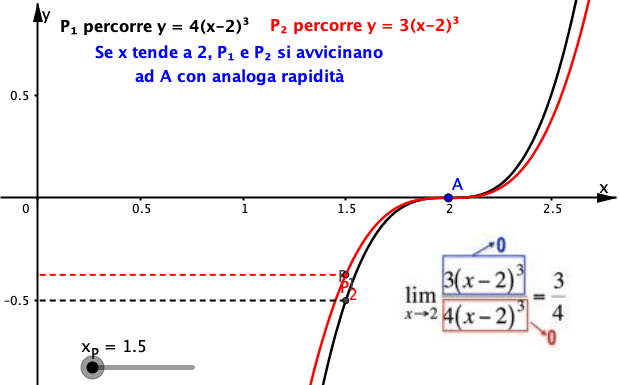 y
P₁ percorre y = 4(x–2)³ P₂ percorre y = 3(x–2)³
Se x tende a 2, P₁ e P₂ si avvicinano
ad A con analoga rapidità
0.5
A
x
0 0.5 1 1.5 2 2.5
P₁
P₂
–0.5
0
lim x→2 3(x – 2)³ / 4(x – 2)³ = 3/4
0
xP = 1.5